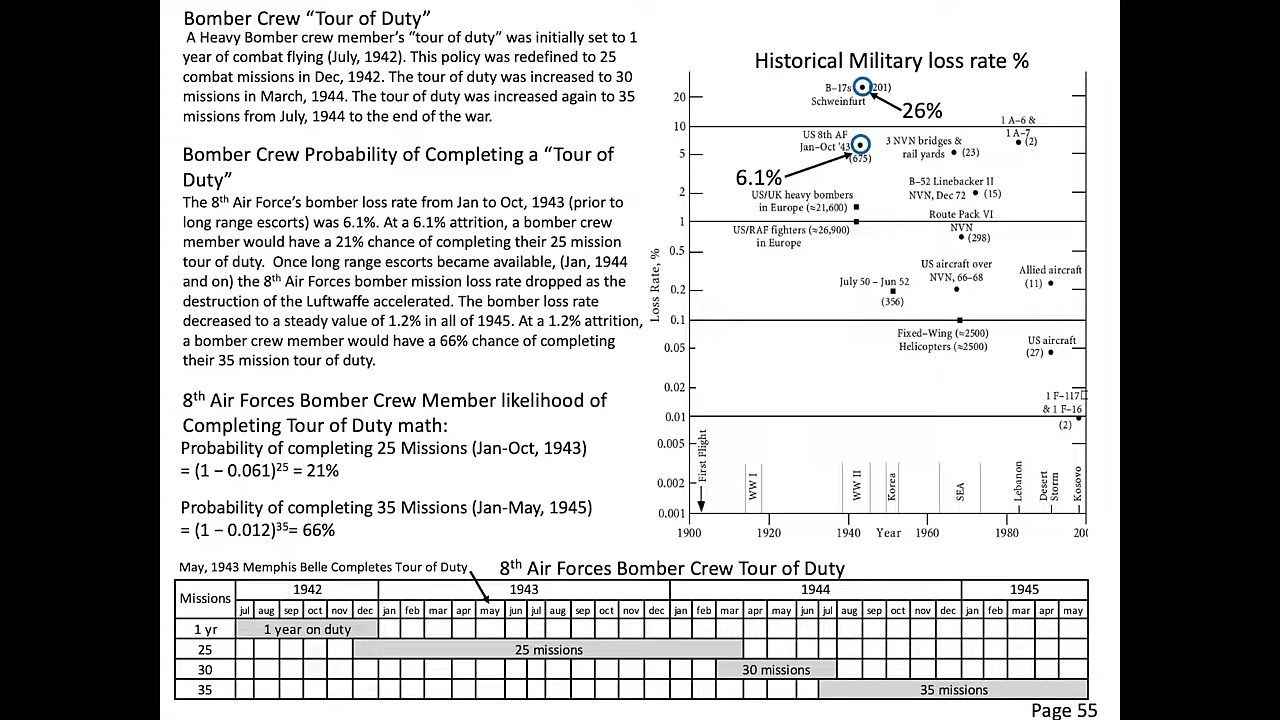 Bomber Crew “Tour of Duty”
A Heavy Bomber crew member’s “tour of duty” was initially set to 1
year of combat flying (July, 1942). This policy was redefined to 25
combat missions in Dec, 1942. The tour of duty was increased to 30
missions in March, 1944. The tour of duty was increased again to 35
missions from July, 1944 to the end of the war.
Bomber Crew Probability of Completing a “Tour of
Duty”
The 8th Air Force’s bomber loss rate from Jan to Oct, 1943 (prior to
long range escorts) was 6.1%. At a 6.1% attrition, a bomber crew
member would have a 21% chance of completing their 25 mission
tour of duty. Once long range escorts became available, (Jan, 1944
and on) the 8th Air Forces bomber mission loss rate dropped as the
destruction of the Luftwaffe accelerated. The bomber loss rate
decreased to a steady value of 1.2% in all of 1945. At a 1.2% attrition,
a bomber crew member would have a 66% chance of completing
their 35 mission tour of duty.
8th Air Forces Bomber Crew Member likelihood of
Completing Tour of Duty math:
Probability of completing 25 Missions (Jan-Oct, 1943)
= (1 – 0.061)25 = 21%
Probability of completing 35 Missions (Jan-May, 1945)
= (1 – 0.012)35= 66%
Historical Military loss rate %
Loss Rate, %
20
10
5
2
1
0.5
0.2
0.1
0.05
0.02
0.01
0.005
0.002
0.001
B–17s (201)
Schweinfurt
26%
US 8th AF
Jan–Oct ’43
(675)
6.1%
3 NVN bridges &
rail yards (23)
1 A–6 &
1 A–7
(2)
B–52 Linebacker II
NVN, Dec 72 (15)
US/UK heavy bombers
in Europe (≈21,600)
US/RAF fighters (≈26,900)
in Europe
Route Pack VI
NVN
(298)
US aircraft over
NVN, 66–68
Allied aircraft
(11)
July 50 – Jun 52
(356)
Fixed–Wing (≈2500)
Helicopters (≈2500)
US aircraft
(27)
1 F–117
& 1 F–16
(2)
First Flight
WW I
WW II
Korea
SEA
Lebanon
Desert
Storm
Kosovo
1900 1920 1940 Year 1960 1980 200
May, 1943 Memphis Belle Completes Tour of Duty
8th Air Forces Bomber Crew Tour of Duty
Missions 1942 1943 1944 1945
jul aug sep oct nov dec jan feb mar apr may jun jul aug sep oct nov dec jan feb mar apr may jun jul aug sep oct nov dec jan feb mar apr may
1 yr 1 year on duty
25 25 missions
30 30 missions
35 35 missions
Page 55